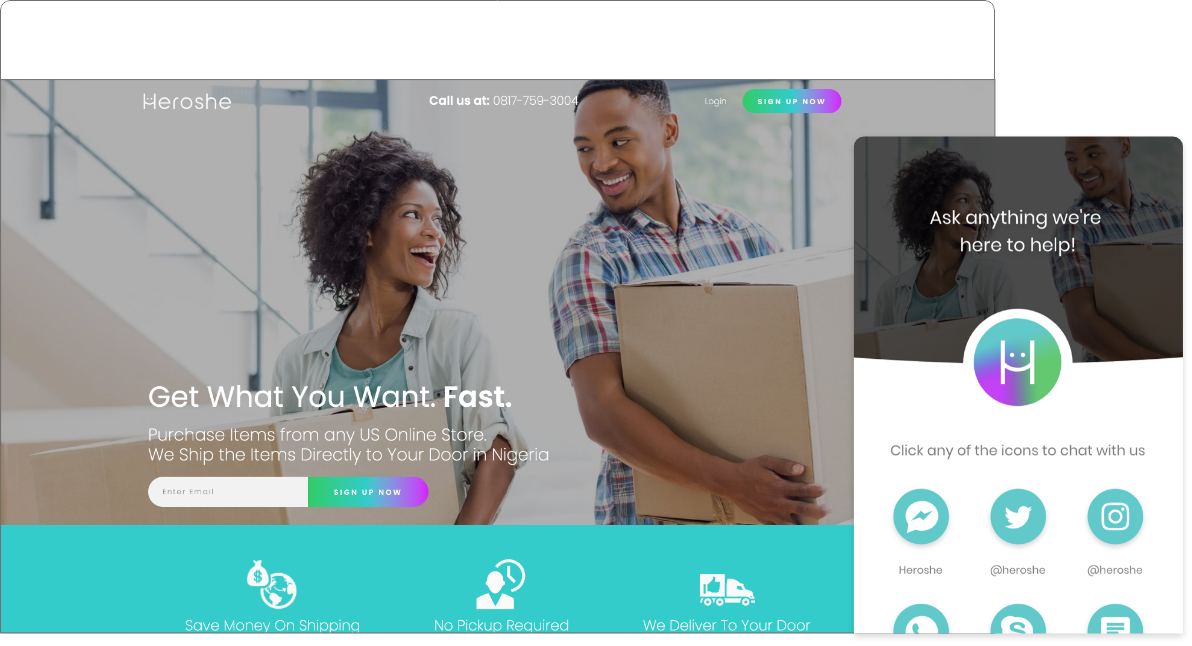 Heroshe
Call us at: 0817-759-3004
Login
SIGN UP NOW
Get What You Want. Fast.
Purchase Items from any US Online Store.
We Ship the Items Directly to Your Door in Nigeria
Enter Email
SIGN UP NOW
Save Money On Shipping
No Pickup Required
We Deliver To Your Door
Ask anything we're
here to help!
Click any of the icons to chat with us
Heroshe
@heroshe
@heroshe